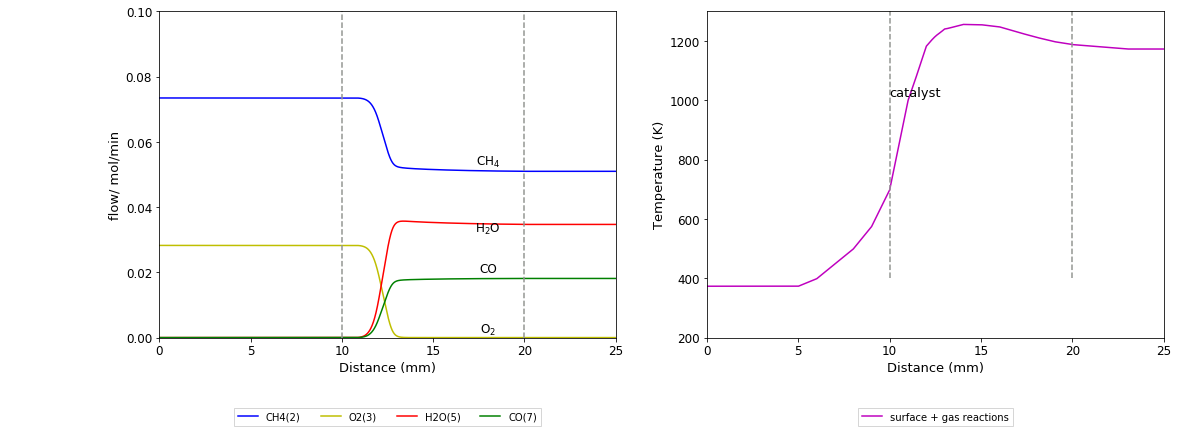 0.10
0.08
0.06
0.04
0.02
0.00
flow/ mol/min
CH4
H2O
CO
O2
0 5 10 15 20 25
Distance (mm)
CH4(2) O2(3) H2O(5) CO(7)
1200
1000
800
600
400
200
Temperature (K)
catalyst
0 5 10 15 20 25
Distance (mm)
surface + gas reactions